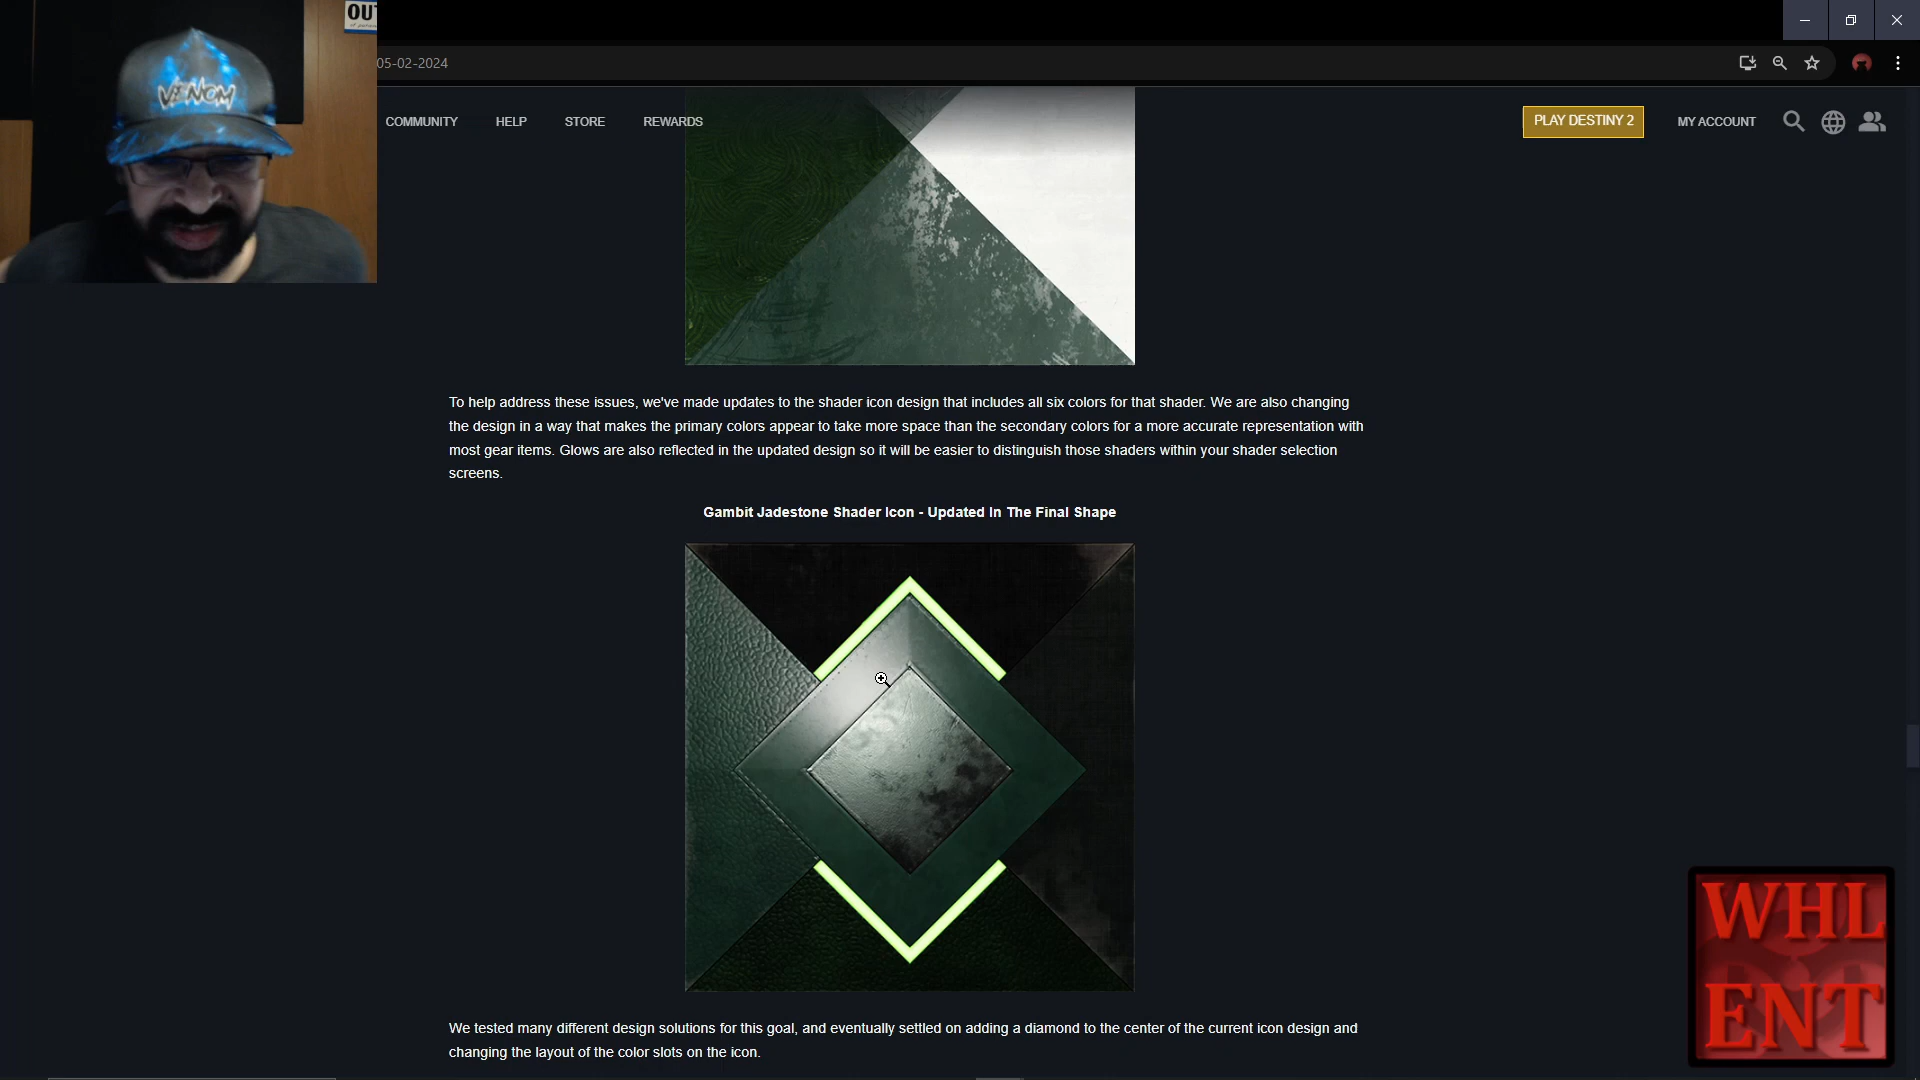 OUT
VENOM
05-02-2024
COMMUNITY
HELP
STORE
REWARDS
PLAY DESTINY 2
MY ACCOUNT
To help address these issues, we've made updates to the shader icon design that includes all six colors for that shader. We are also changing
the design in a way that makes the primary colors appear to take more space than the secondary colors for a more accurate representation with
most gear items. Glows are also reflected in the updated design so it will be easier to distinguish those shaders within your shader selection
screens.
Gambit Jadestone Shader Icon - Updated In The Final Shape
We tested many different design solutions for this goal, and eventually settled on adding a diamond to the center of the current icon design and
changing the layout of the color slots on the icon.
WHL
ENT